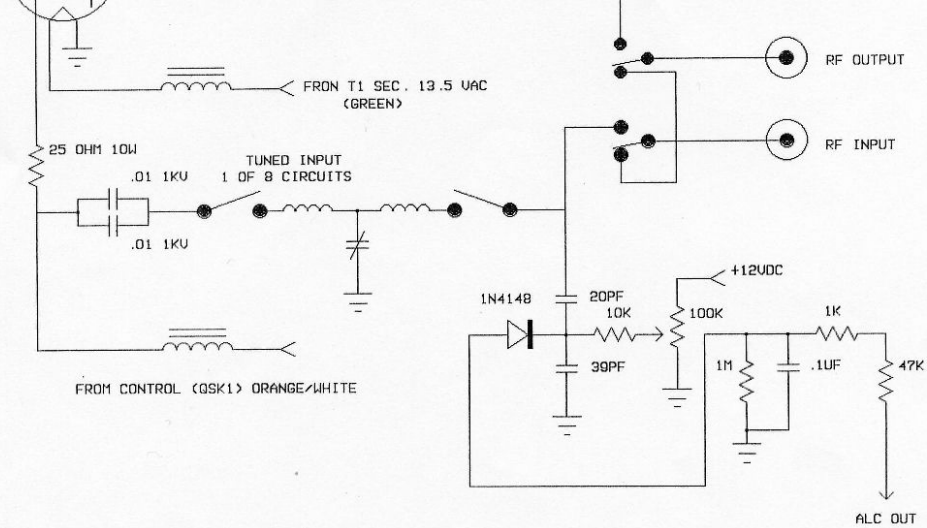 RF OUTPUT
FRON T1 SEC. 13.5 VAC
(GREEN)
RF INPUT
25 OHM 10W
TUNED INPUT
1 OF 8 CIRCUITS
.01 1KV
.01 1KV
+12VDC
1N4148
20PF
10K
100K
1K
39PF
1M
.1UF
47K
FROM CONTROL (QSK1) ORANGE/WHITE
ALC OUT